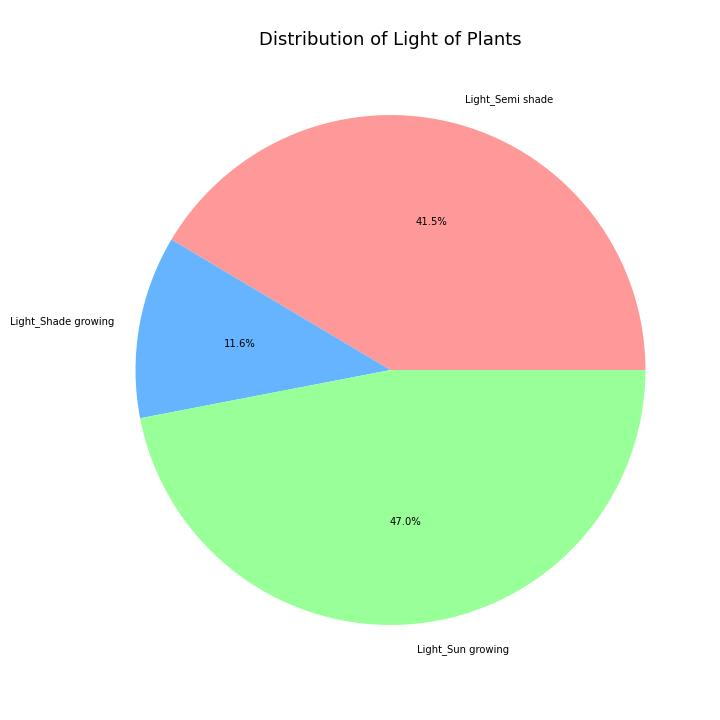 Distribution of Light of Plants
Light_Semi shade
41.5%
Light_Shade growing
11.6%
47.0%
Light_Sun growing